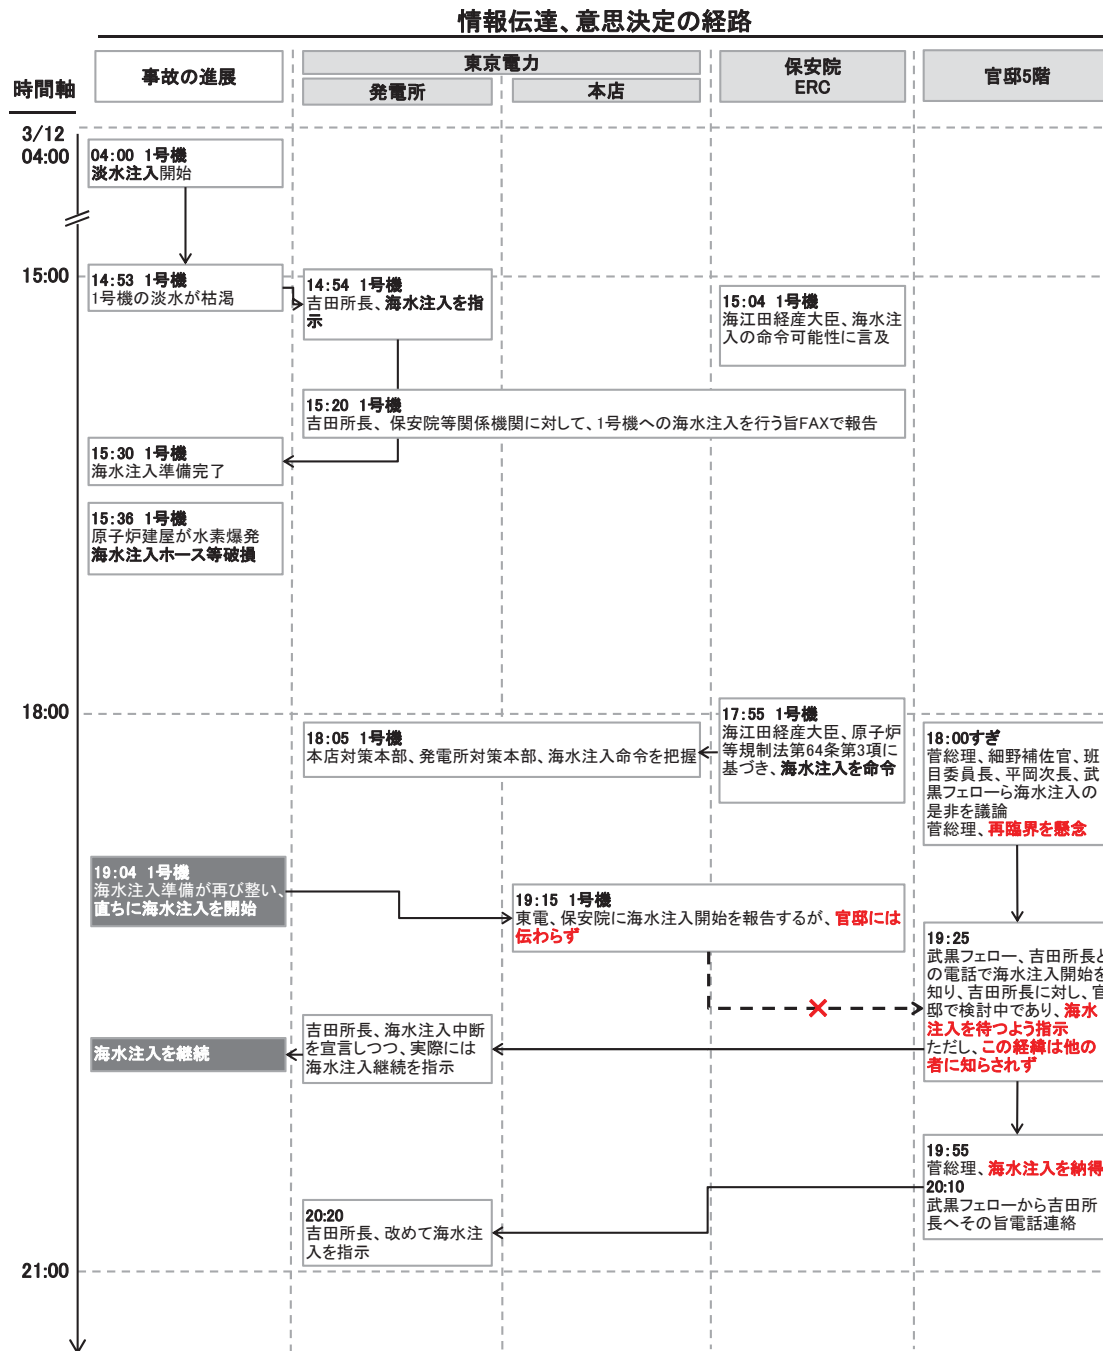 情報伝達、意思決定の経路
時間軸
事故の進展
東京電力
発電所
本店
保安院
ERC
官邸5階
3/12
04:00
04:00 1号機
淡水注入開始
15:00
14:53 1号機
1号機の淡水が枯渇
14:54 1号機
吉田所長、海水注入を指
示
15:04 1号機
海江田経産大臣、海水注
入の命令可能性に言及
15:20 1号機
吉田所長、保安院等関係機関に対して、1号機への海水注入を行う旨FAXで報告
15:30 1号機
海水注入準備完了
15:36 1号機
原子炉建屋が水素爆発
海水注入ホース等破損
18:00
17:55 1号機
海江田経産大臣、原子炉
等規制法第64条第3項に
基づき、海水注入を命令
18:05 1号機
本店対策本部、発電所対策本部、海水注入命令を把握
18:00すぎ
菅総理、細野補佐官、班
目委員長、平岡次長、武
黒フェローら海水注入の
是非を議論
菅総理、再臨界を懸念
19:04 1号機
海水注入準備が再び整い、
直ちに海水注入を開始
19:15 1号機
東電、保安院に海水注入開始を報告するが、官邸には
伝わらず
19:25
武黒フェロー、吉田所長と
の電話で海水注入開始を
知り、吉田所長に対し、官
邸で検討中であり、海水
注入を待つよう指示
ただし、この経緯は他の
者に知らされず
吉田所長、海水注入中断
を宣言しつつ、実際には
海水注入継続を指示
海水注入を継続
19:55
菅総理、海水注入を納得
20:10
武黒フェローから吉田所
長へその旨電話連絡
20:20
吉田所長、改めて海水注
入を指示
21:00